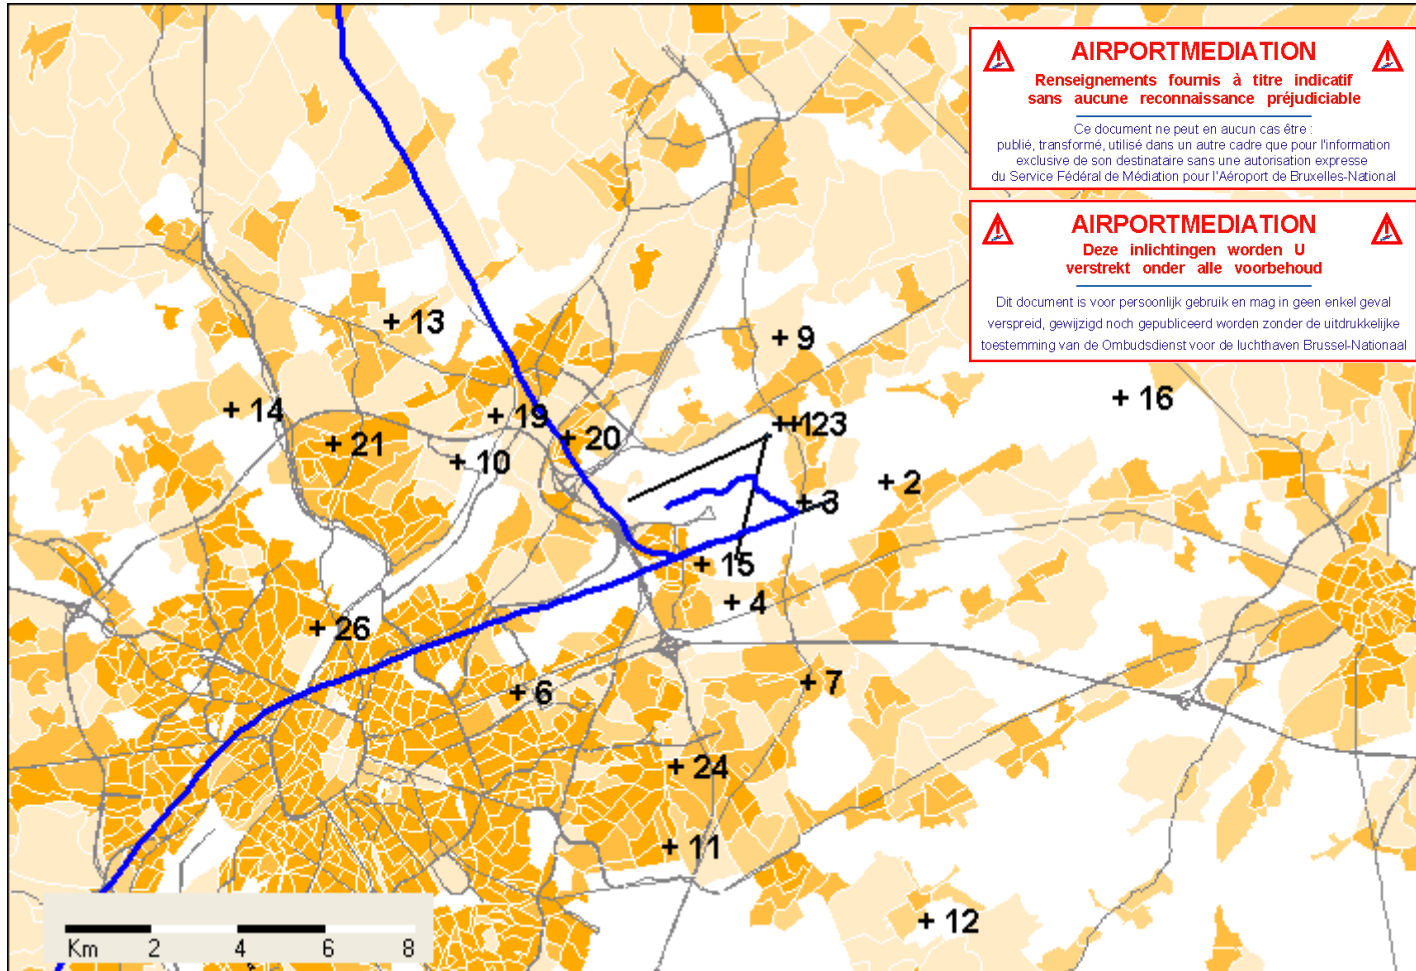 AIRPORTMEDIATION
Renseignements fournis à titre indicatif
sans aucune reconnaissance préjudiciable
Ce document ne peut en aucun cas être :
publié, transformé, utilisé dans un autre cadre que pour l'information
exclusive de son destinataire sans une autorisation expresse
du Service Fédéral de Médiation pour l'Aéroport de Bruxelles-National
AIRPORTMEDIATION
Deze inlichtingen worden U
verstrekt onder alle voorbehoud
Dit document is voor persoonlijk gebruik en mag in geen enkel geval
verspreid, gewijzigd noch gepubliceerd worden zonder de uitdrukkelijke
toestemming van de Ombudsdienst voor de luchthaven Brussel-Nationaal
+ 13
+ 9
+ 16
+ 14
+ 19
++123
+ 20
+ 21
+ 10
+ 2
+ 3
+ 15
+ 4
+ 26
+ 7
+ 6
+ 24
+ 11
+ 12
Km 2 4 6 8